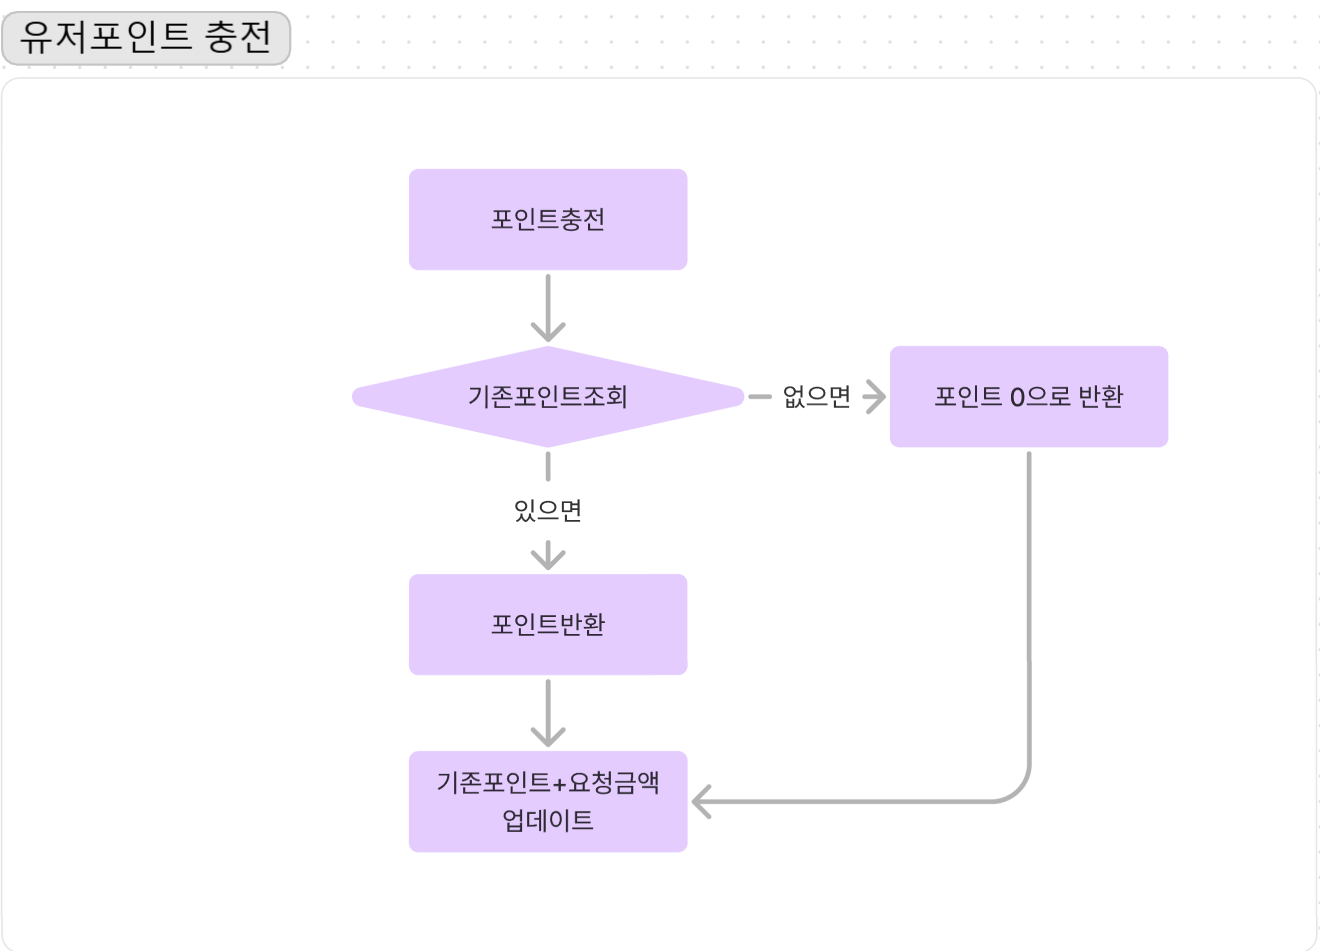 유저포인트 충전
포인트충전
기존포인트조회
없으면
포인트 0으로 반환
있으면
포인트반환
기존포인트+요청금액
업데이트